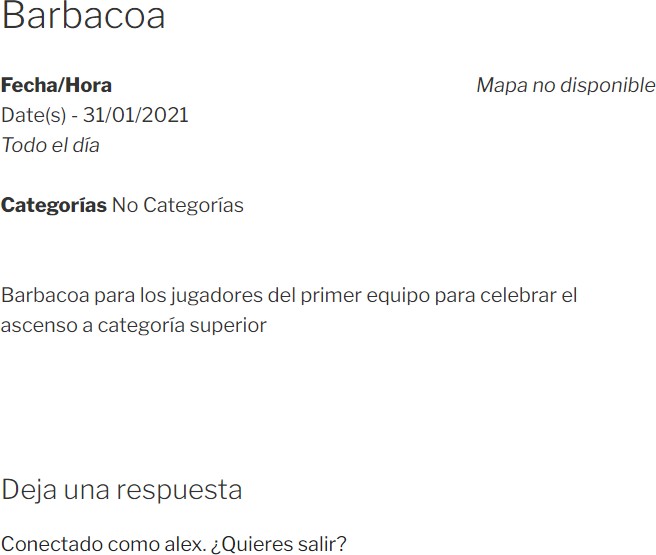 Barbacoa
Fecha/Hora
Mapa no disponible
Date(s) - 31/01/2021
Todo el día
Categorías No Categorías
Barbacoa para los jugadores del primer equipo para celebrar el
ascenso a categoría superior
Deja una respuesta
Conectado como alex. ¿Quieres salir?